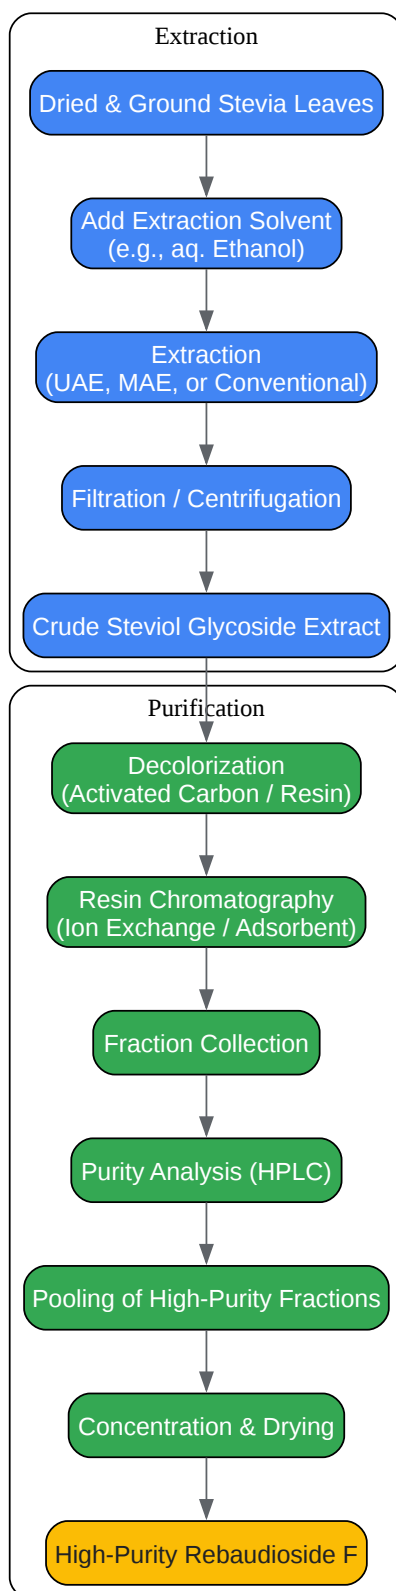 Extraction
Dried & Ground Stevia Leaves
Add Extraction Solvent
(e.g., aq. Ethanol)
Extraction
(UAE, MAE, or Conventional)
Filtration / Centrifugation
Crude Steviol Glycoside Extract
Purification
Decolorization
(Activated Carbon / Resin)
Resin Chromatography
(Ion Exchange / Adsorbent)
Fraction Collection
Purity Analysis (HPLC)
Pooling of High-Purity Fractions
Concentration & Drying
High-Purity Rebaudioside F